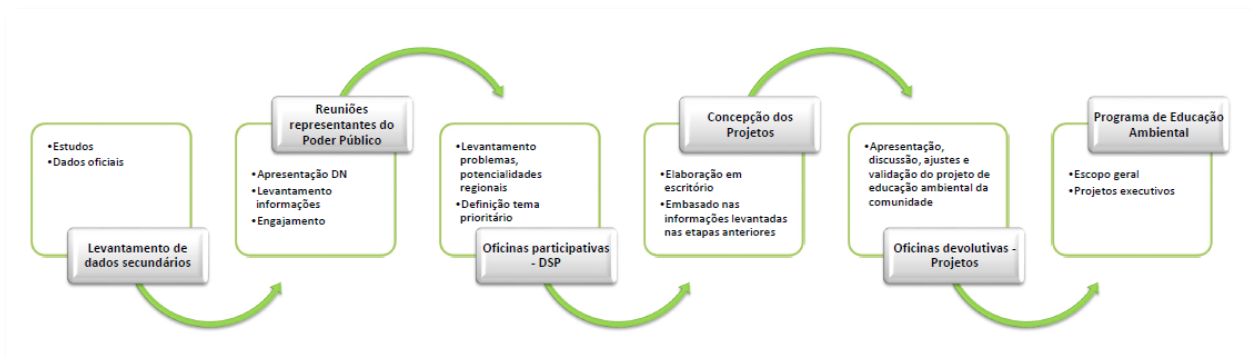 •Estudos
•Dados oficiais
Levantamento de
dados secundários
Reuniões
representantes do
Poder Público
•Apresentação DN
•Levantamento
informações
•Engajamento
•Levantamento
problemas,
potencialidades
regionais
•Definição tema
prioritário
Oficinas participativas
- DSP
Concepção dos
Projetos
•Elaboração em
escritório
•Embasado nas
informações levantadas
nas etapas anteriores
•Apresentação,
discussão, ajustes e
validação do projeto de
educação ambiental da
comunidade
Oficinas devolutivas -
Projetos
Programa de Educação
Ambiental
•Escopo geral
•Projetos executivos